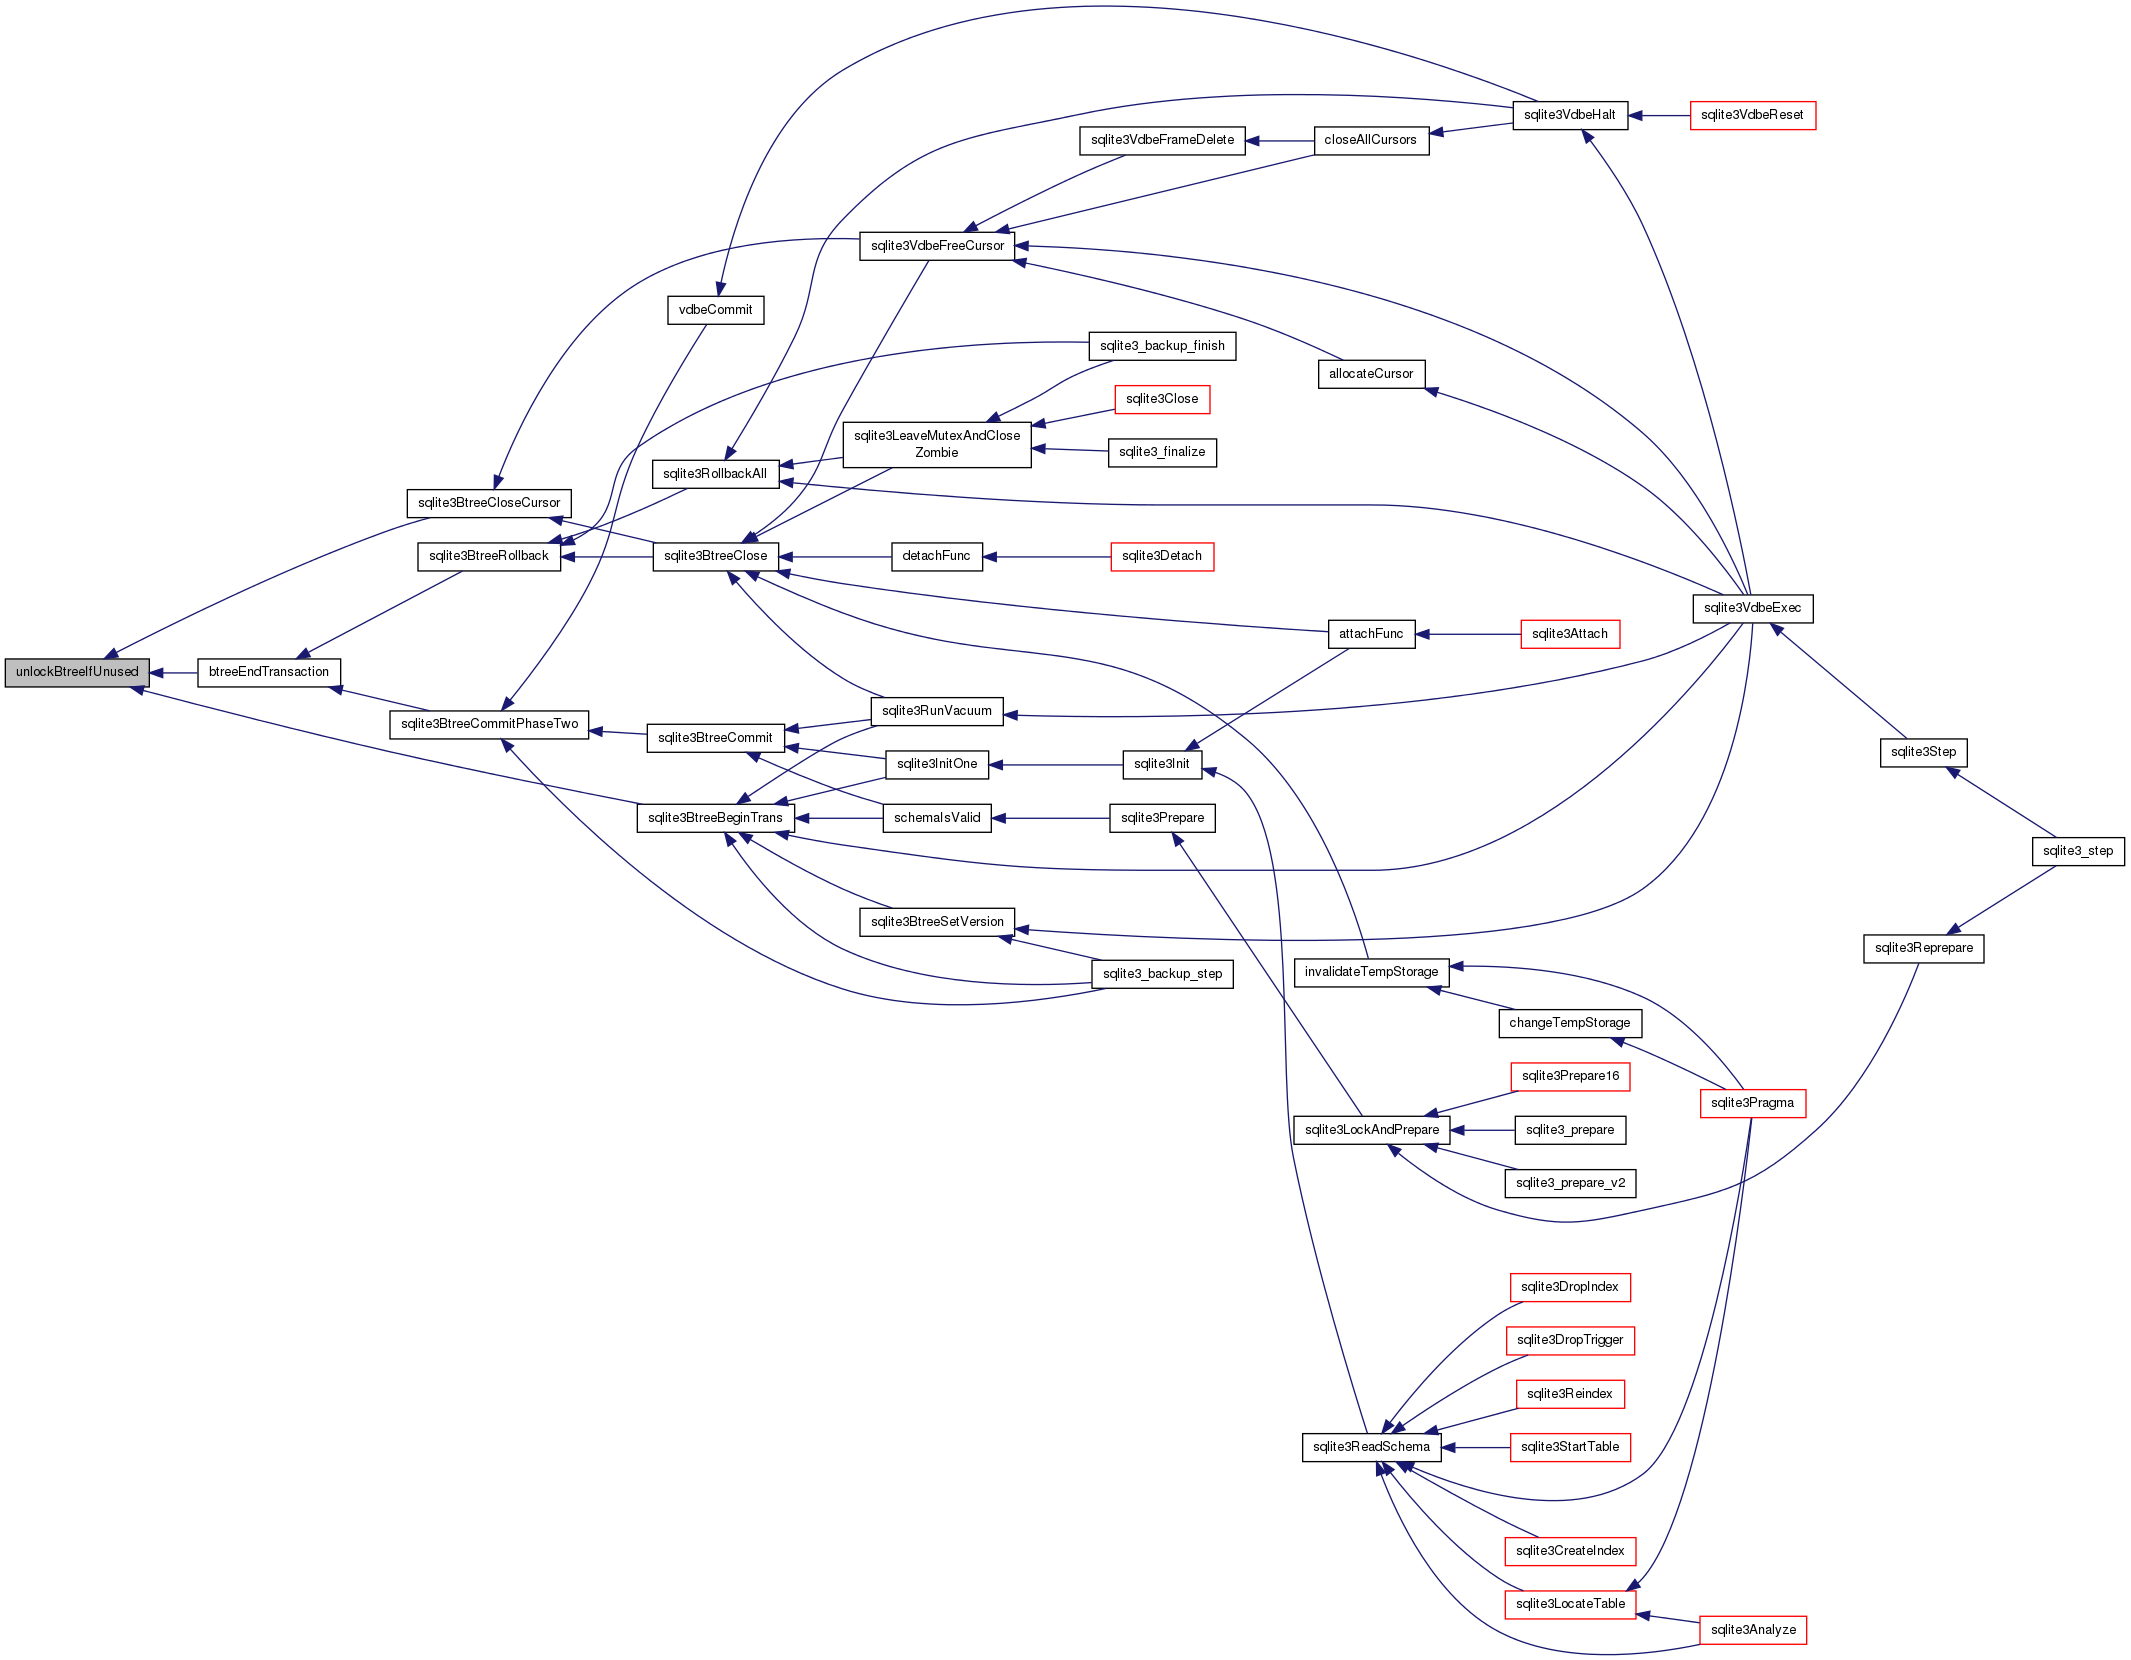 sqlite3VdbeHalt
sqlite3VdbeReset
sqlite3VdbeFrameDelete
closeAllCursors
sqlite3VdbeFreeCursor
vdbeCommit
sqlite3_backup_finish
allocateCursor
sqlite3Close
sqlite3LeaveMutexAndClose
Zombie
sqlite3_finalize
sqlite3RollbackAll
sqlite3BtreeCloseCursor
sqlite3BtreeRollback
sqlite3BtreeClose
detachFunc
sqlite3Detach
sqlite3VdbeExec
attachFunc
sqlite3Attach
unlockBtreeIfUnused
btreeEndTransaction
sqlite3RunVacuum
sqlite3BtreeCommitPhaseTwo
sqlite3BtreeCommit
sqlite3Step
sqlite3InitOne
sqlite3Init
sqlite3BtreeBeginTrans
schemaIsValid
sqlite3Prepare
sqlite3_step
sqlite3BtreeSetVersion
sqlite3Reprepare
sqlite3_backup_step
invalidateTempStorage
changeTempStorage
sqlite3Prepare16
sqlite3Pragma
sqlite3LockAndPrepare
sqlite3_prepare
sqlite3_prepare_v2
sqlite3DropIndex
sqlite3DropTrigger
sqlite3Reindex
sqlite3ReadSchema
sqlite3StartTable
sqlite3CreateIndex
sqlite3LocateTable
sqlite3Analyze